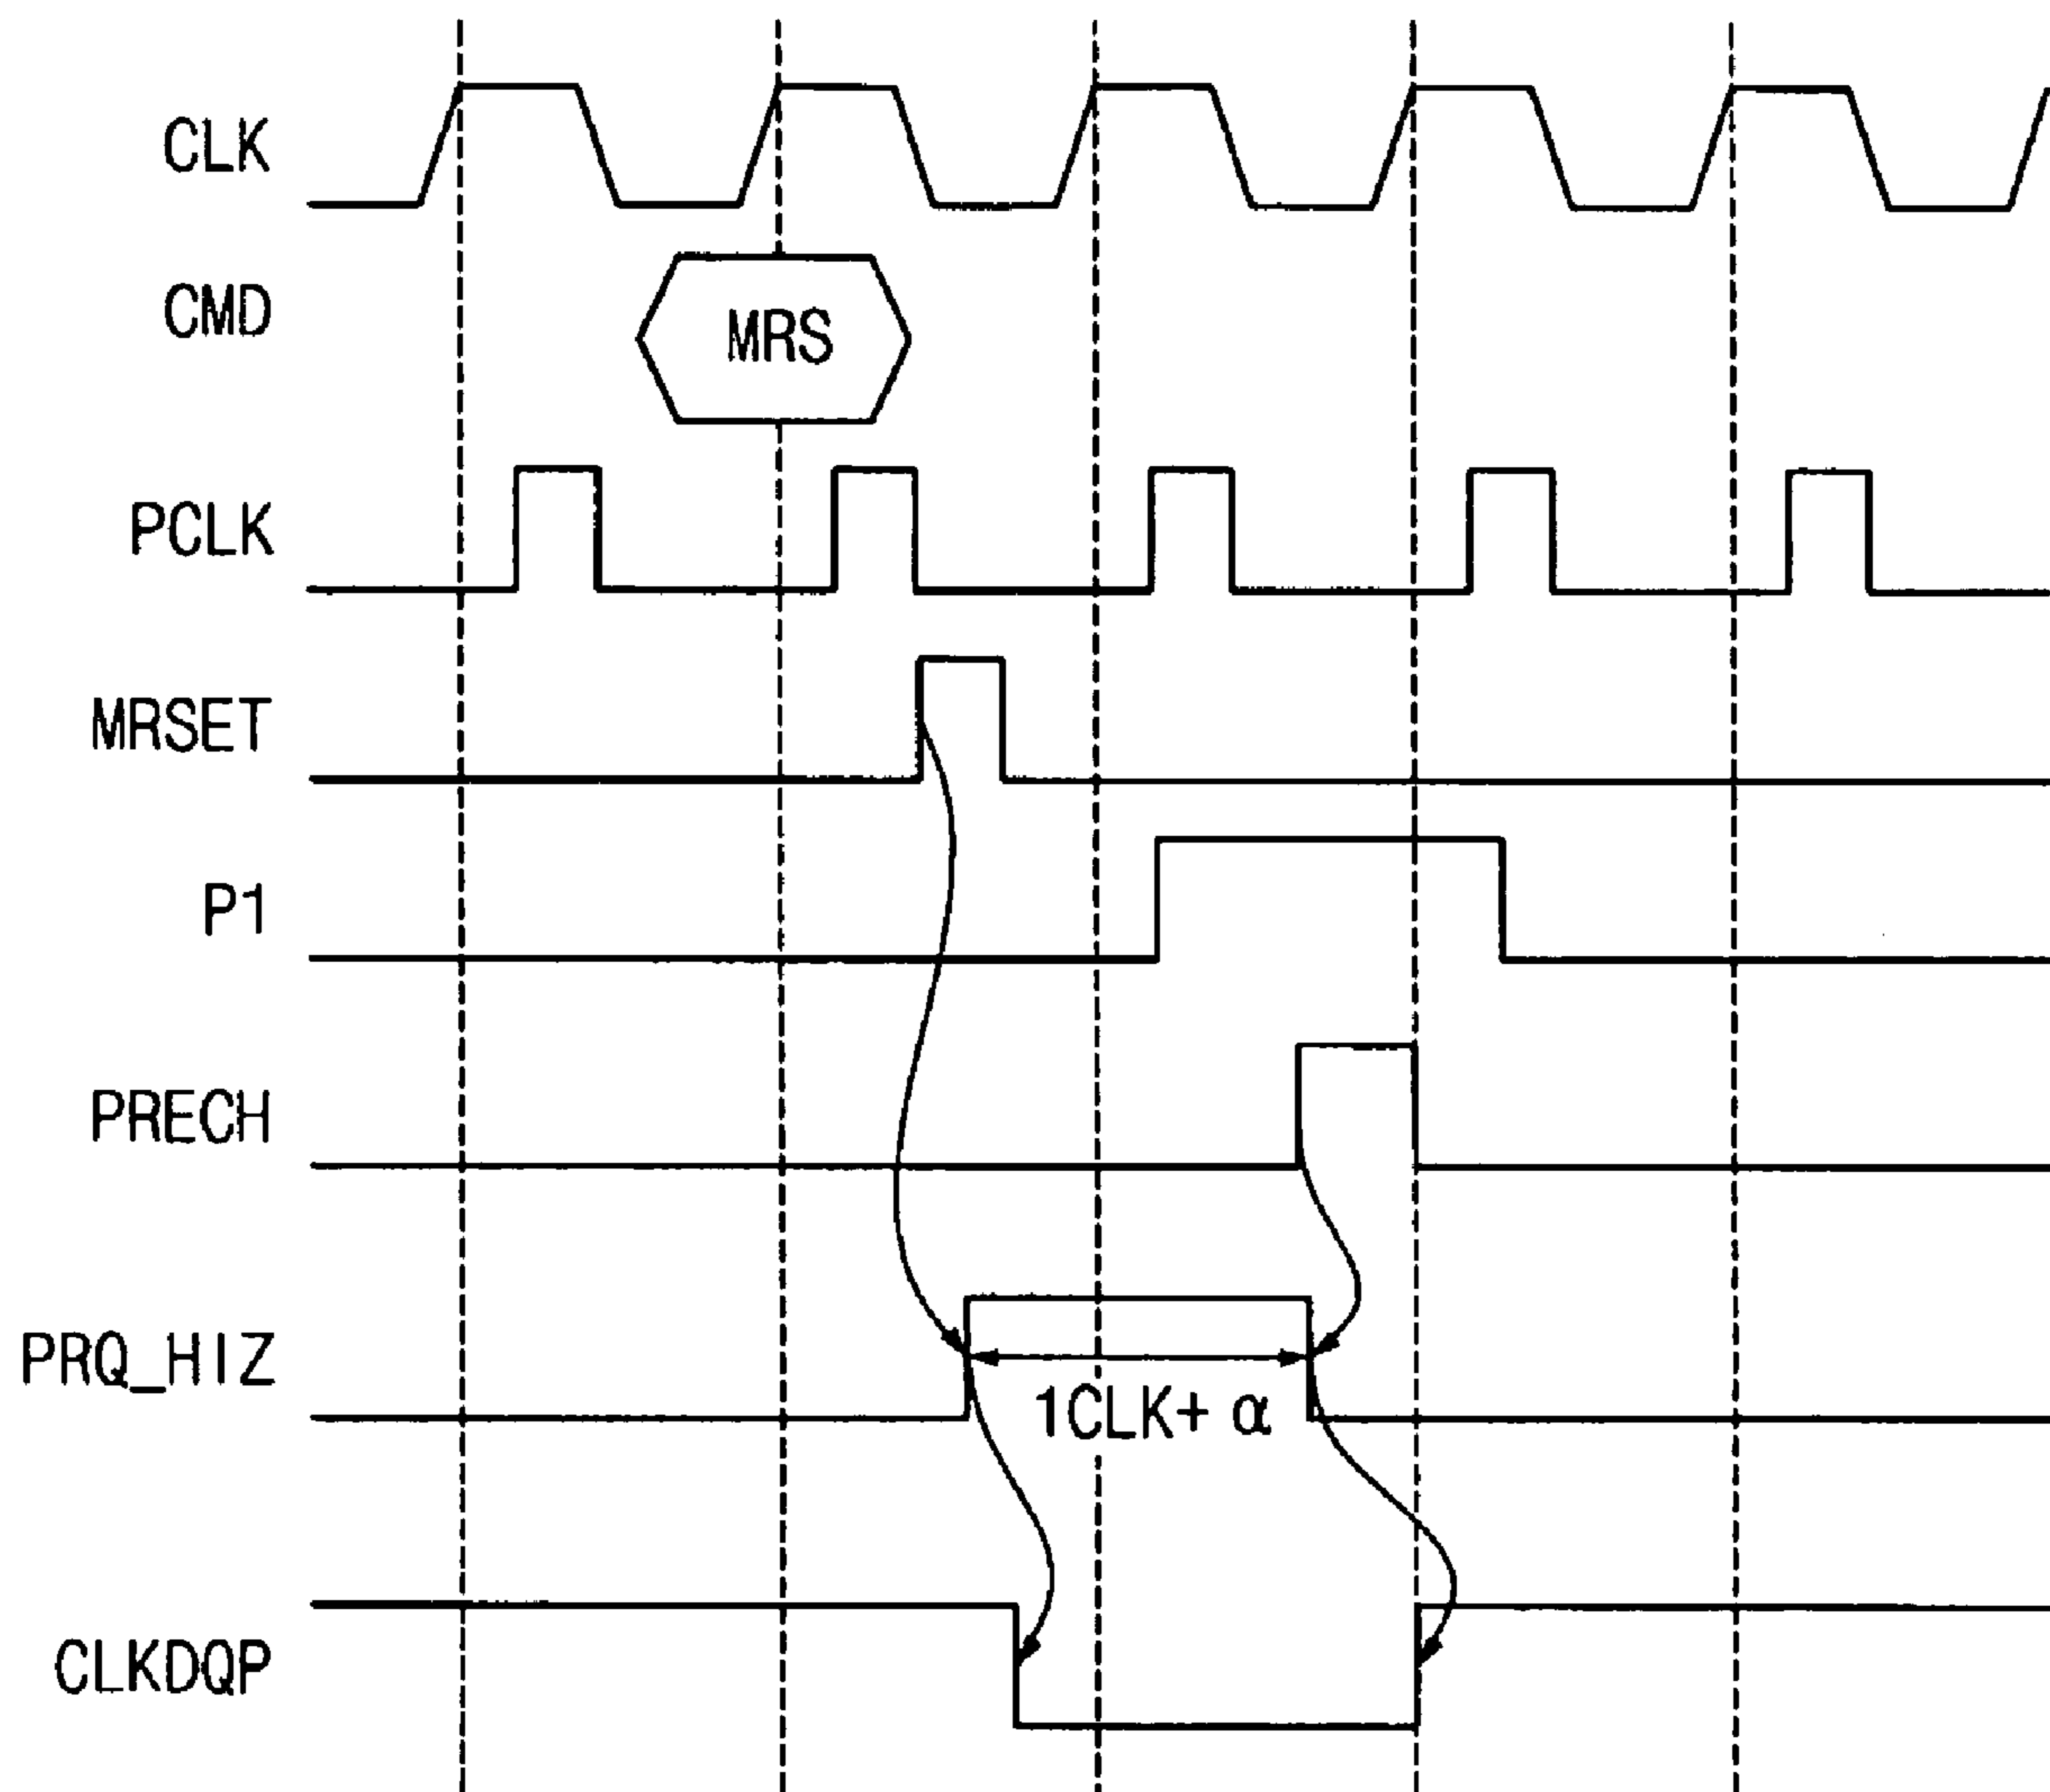 CLK
CMD
MRS
PCLK
MRSET
P1
PRECH
PRQ_HIZ
1CLK+ α
CLKDQP